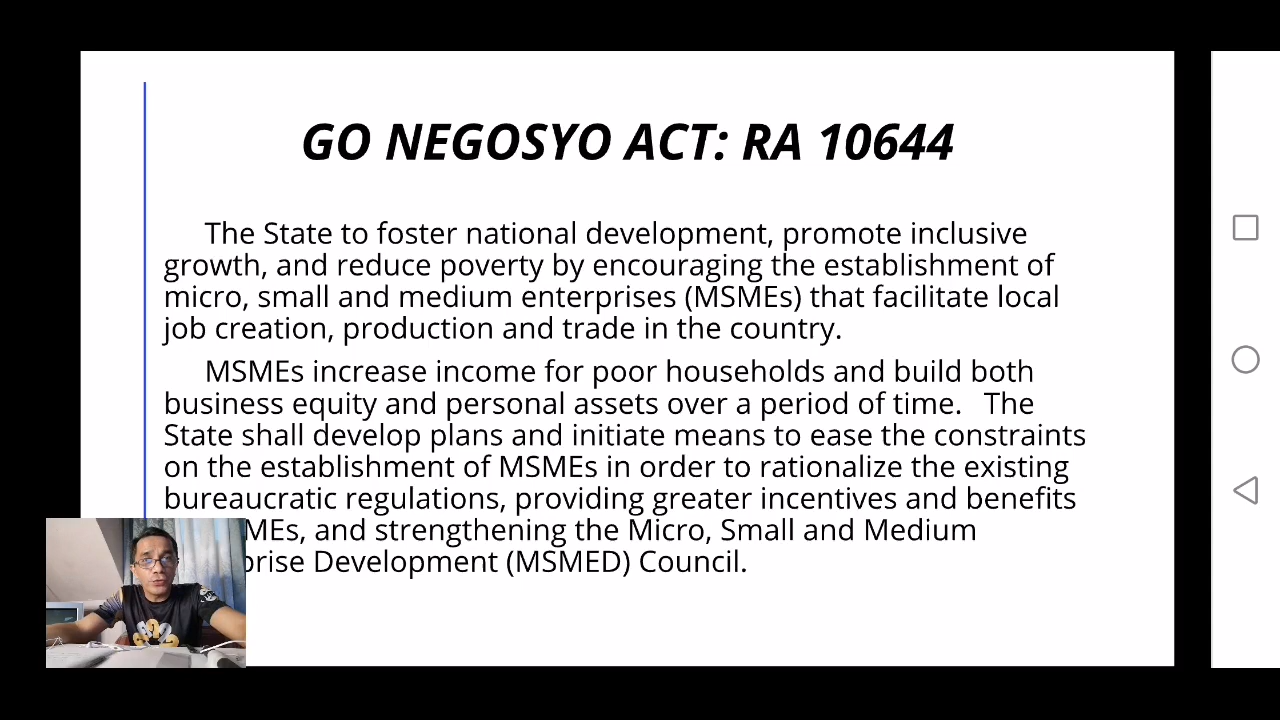 GO NEGOSYO ACT: RA 10644
The State to foster national development, promote inclusive
growth, and reduce poverty by encouraging the establishment of
micro, small and medium enterprises (MSMEs) that facilitate local
job creation, production and trade in the country.
MSMEs increase income for poor households and build both
business equity and personal assets over a period of time. The
State shall develop plans and initiate means to ease the constraints
on the establishment of MSMEs in order to rationalize the existing
bureaucratic regulations, providing greater incentives and benefits
MEs, and strengthening the Micro, Small and Medium
prise Development (MSMED) Council.